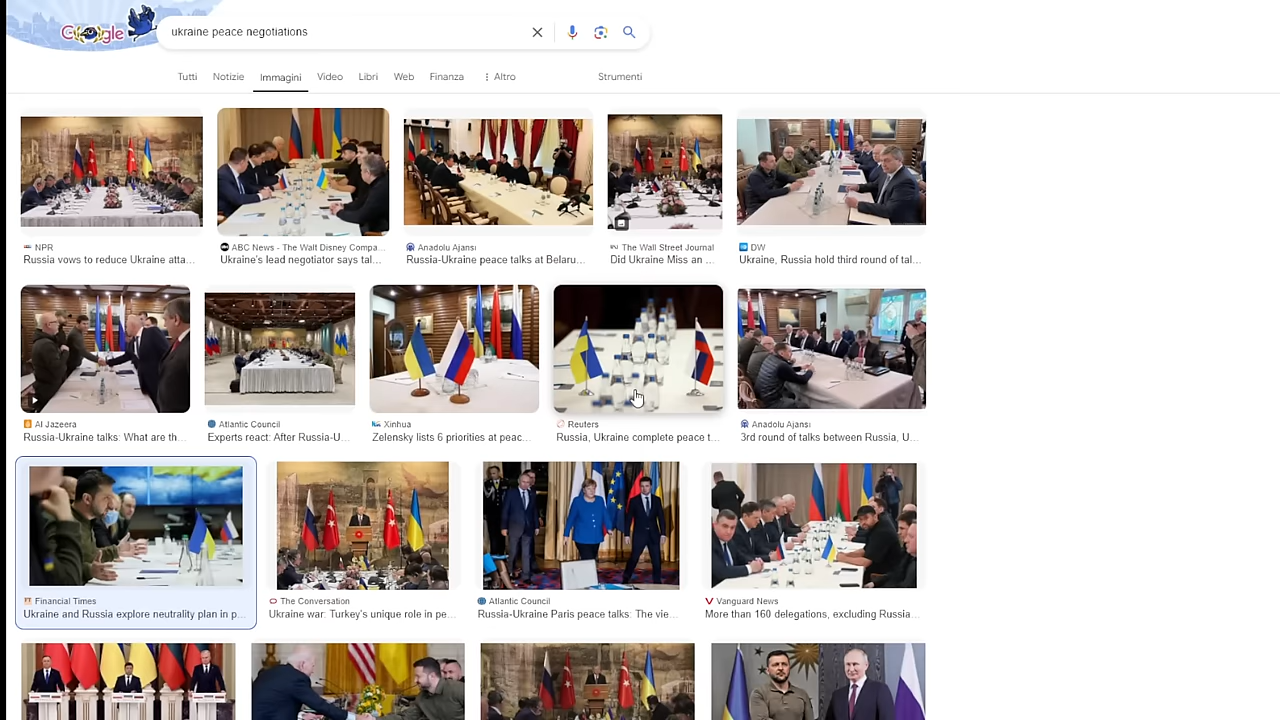 Google
ukraine peace negotiations
Tutti Notizie Immagini Video Libri Web Finanza Altro Strumenti
NPR
Russia vows to reduce Ukraine atta...
ABC News - The Walt Disney Compa...
Ukraine's lead negotiator says tal...
Anadolu Ajansı
Russia-Ukraine peace talks at Belaru...
The Wall Street Journal
Did Ukraine Miss an ...
DW
Ukraine, Russia hold third round of tal...
Al Jazeera
Russia-Ukraine talks: What are th...
Atlantic Council
Experts react: After Russia-U...
Xinhua
Zelensky lists 6 priorities at peac...
Reuters
Russia, Ukraine complete peace t...
Anadolu Ajansı
3rd round of talks between Russia, U...
Financial Times
Ukraine and Russia explore neutrality plan in p...
The Conversation
Ukraine war: Turkey's unique role in pe...
Atlantic Council
Russia-Ukraine Paris peace talks: The vie...
Vanguard News
More than 160 delegations, excluding Russia...